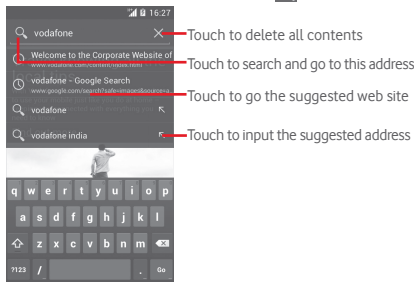 16:27
vodafone
Touch to delete all contents
Welcome to the Corporate Website of
Touch to search and go to this address
www.vodafone.com/content/index.html
vodafone - Google Search
www.google.com/search?safe=images&source=a...
Touch to go the suggested web site
vodafone
vodafone india
Touch to input the suggested address
q w e r t y u i o p
a s d f g h j k l
z x c v b n m
?123 / . Go